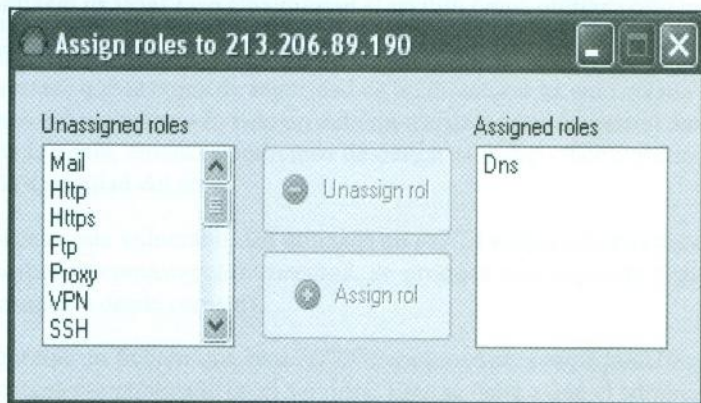 Assign roles to 213.206.89.190
Unassigned roles
Mail
Http
Https
Ftp
Proxy
VPN
SSH
Unassign rol
Assign rol
Assigned roles
Dns